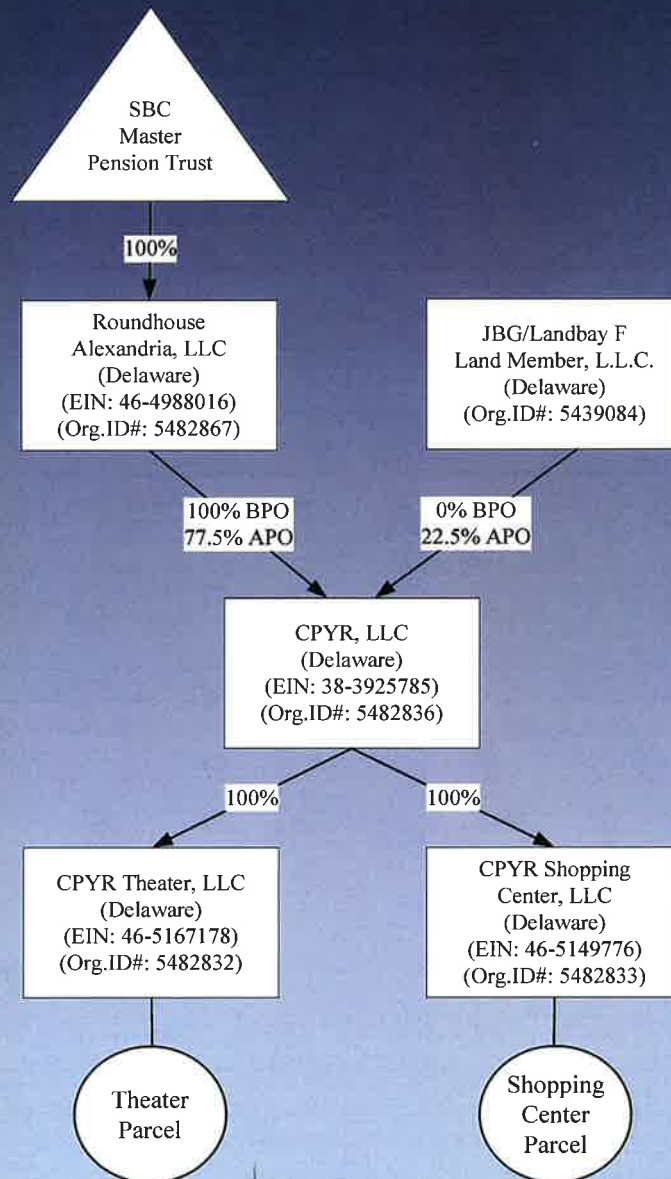 SBC
Master
Pension Trust
100%
Roundhouse
Alexandria, LLC
(Delaware)
(EIN: 46-4988016)
(Org.ID#: 5482867)
JBG/Landbay F
Land Member, L.L.C.
(Delaware)
(Org.ID#: 5439084)
100% BPO
77.5% APO
0% BPO
22.5% APO
CPYR, LLC
(Delaware)
(EIN: 38-3925785)
(Org.ID#: 5482836)
100%
100%
CPYR Theater, LLC
(Delaware)
(EIN: 46-5167178)
(Org.ID#: 5482832)
CPYR Shopping
Center, LLC
(Delaware)
(EIN: 46-5149776)
(Org.ID#: 5482833)
Theater
Parcel
Shopping
Center
Parcel